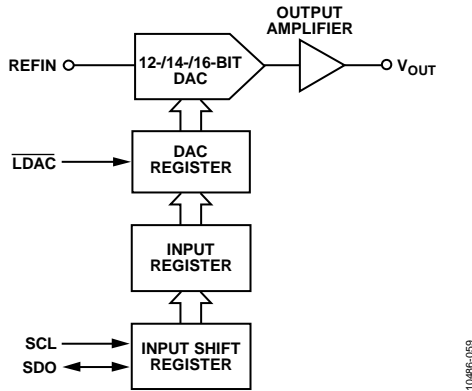 OUTPUT
AMPLIFIER
REFIN
12-/14-/16-BIT
DAC
VOUT
LDAC
DAC
REGISTER
INPUT
REGISTER
SCL
SDO
INPUT SHIFT
REGISTER
10486-059